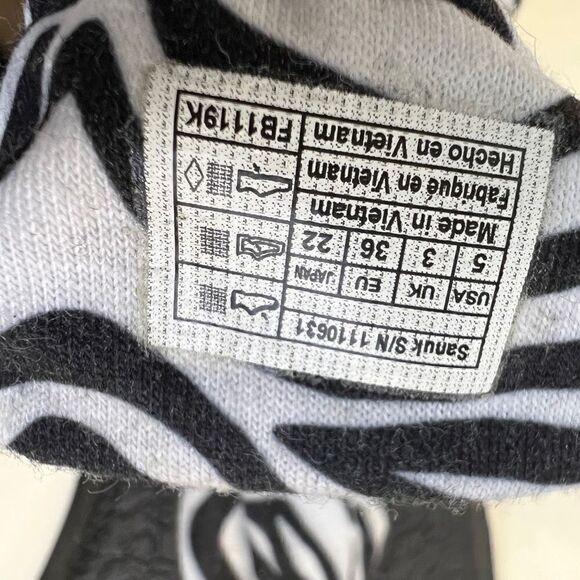 Sanuk S/N 1110631
USA UK EU JAPAN
5 3 36 22
Made in Vietnam
Fabriqué en Vietnam
Hecho en Vietnam
FB1119K